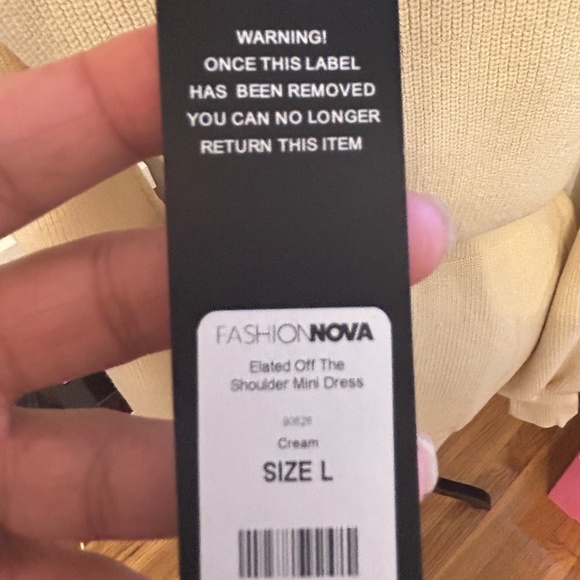 WARNING!
ONCE THIS LABEL
HAS BEEN REMOVED
YOU CAN NO LONGER
RETURN THIS ITEM
FASHIONNOVA
Elated Off The
Shoulder Mini Dress
Cream
SIZE L